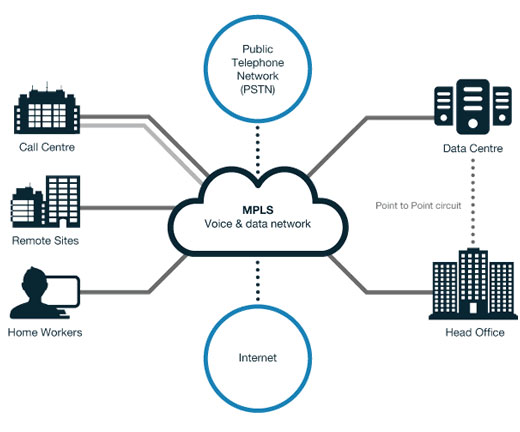 Public
Telephone
Network
(PSTN)
Call Centre
Data Centre
MPLS
Voice & data network
Point to Point circuit
Remote Sites
Home Workers
Head Office
Internet